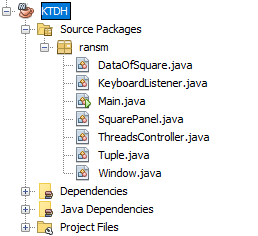 KTDH
Source Packages
ransm
DataOfSquare.java
KeyboardListener.java
Main.java
SquarePanel.java
ThreadsController.java
Tuple.java
Window.java
Dependencies
Java Dependencies
Project Files